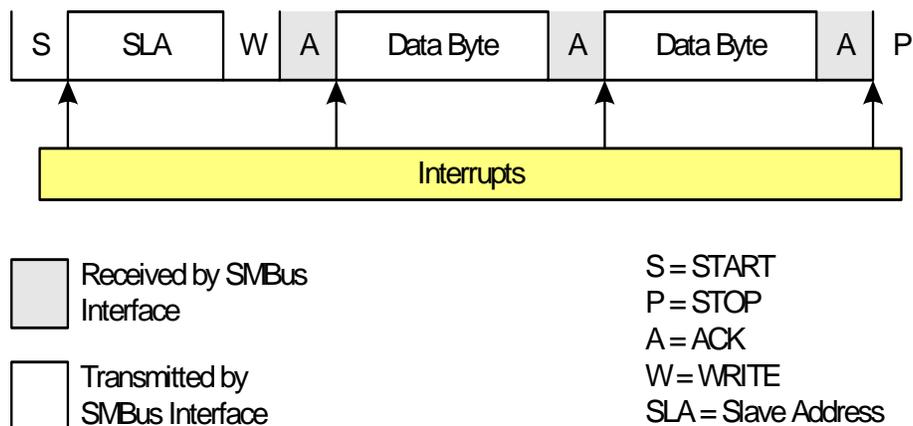 S SLA W A Data Byte A Data Byte A P
Interrupts
Received by SMBus
Interface
Transmitted by
SMBus Interface
S = START
P = STOP
A = ACK
W = WRITE
SLA = Slave Address